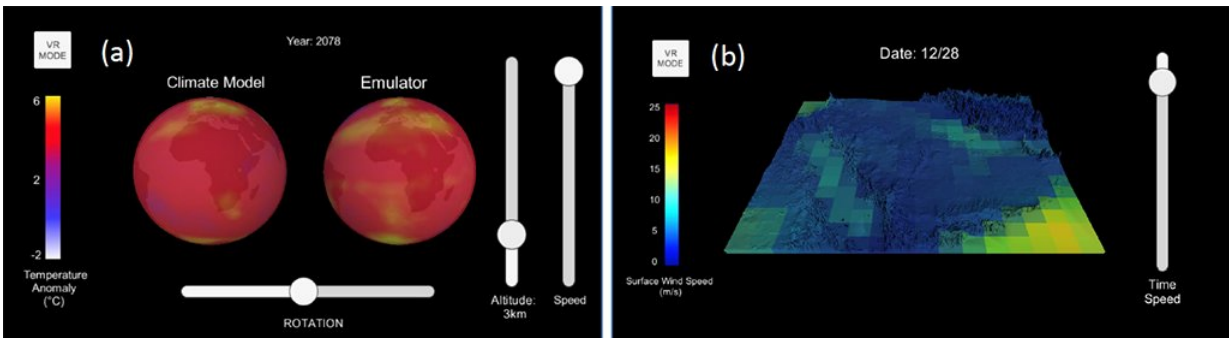 VR
MODE
(a)
Year: 2078
Climate Model
Emulator
6
2
-2
Temperature
Anomaly
(°C)
ROTATION
Altitude:
3km
Speed
VR
MODE
(b)
Date: 12/28
25
20
15
10
5
0
Surface Wind Speed
(m/s)
Time
Speed